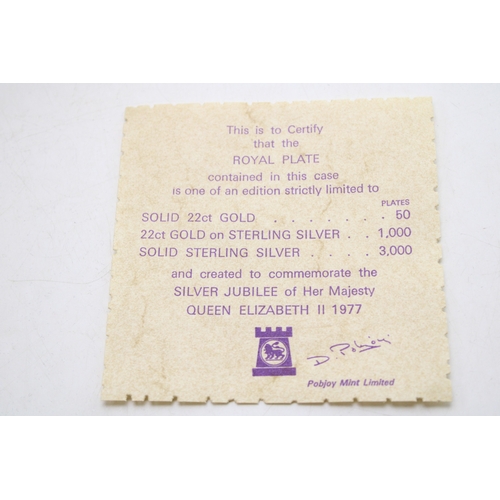 This is to Certify
that the
ROYAL PLATE
contained in this case
is one of an edition strictly limited to
PLATES
SOLID 22ct GOLD . . . . . . . . 50
22ct GOLD on STERLING SILVER . . 1,000
SOLID STERLING SILVER . . . . . 3,000
and created to commemorate the
SILVER JUBILEE of Her Majesty
QUEEN ELIZABETH II 1977
D Pobjoy
Pobjoy Mint Limited